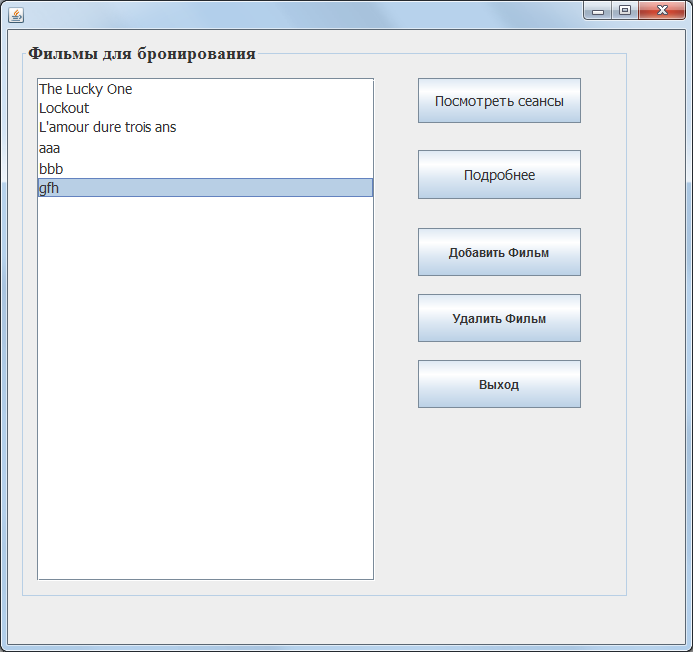 Фильмы для бронирования
The Lucky One
Lockout
L'amour dure trois ans
aaa
bbb
gfh
Посмотреть сеансы
Подробнее
Добавить Фильм
Удалить Фильм
Выход